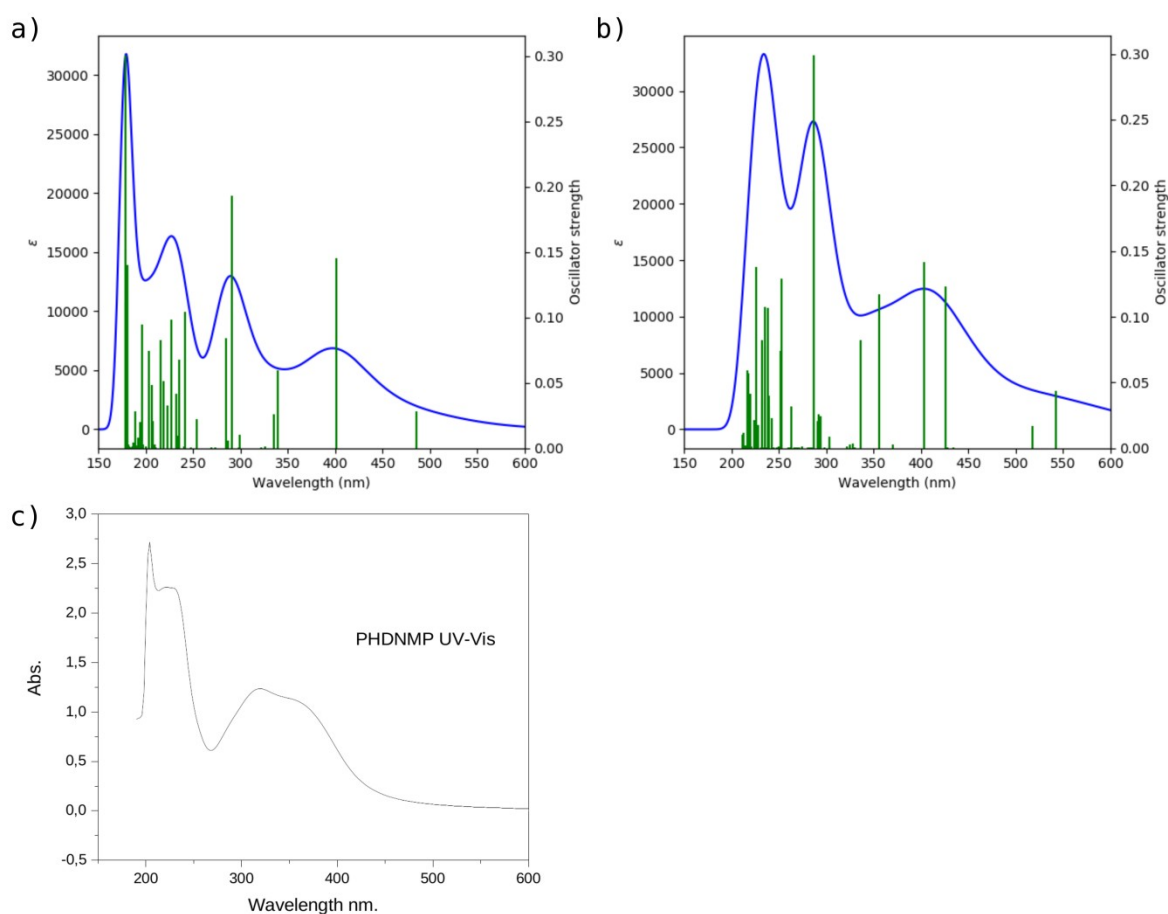 a)
30000
25000
20000
15000
10000
5000
0
ε
0.30
0.25
0.20
0.15
0.10
0.05
0.00
Oscillator strength
150 200 250 300 350 400 450 500 550 600
Wavelength (nm)
b)
30000
25000
20000
15000
10000
5000
0
ε
0.30
0.25
0.20
0.15
0.10
0.05
0.00
Oscillator strength
150 200 250 300 350 400 450 500 550 600
Wavelength (nm)
c)
3,0
2,5
2,0
1,5
1,0
0,5
0,0
-0,5
Abs.
PHDNMP UV-Vis
200 300 400 500 600
Wavelength nm.